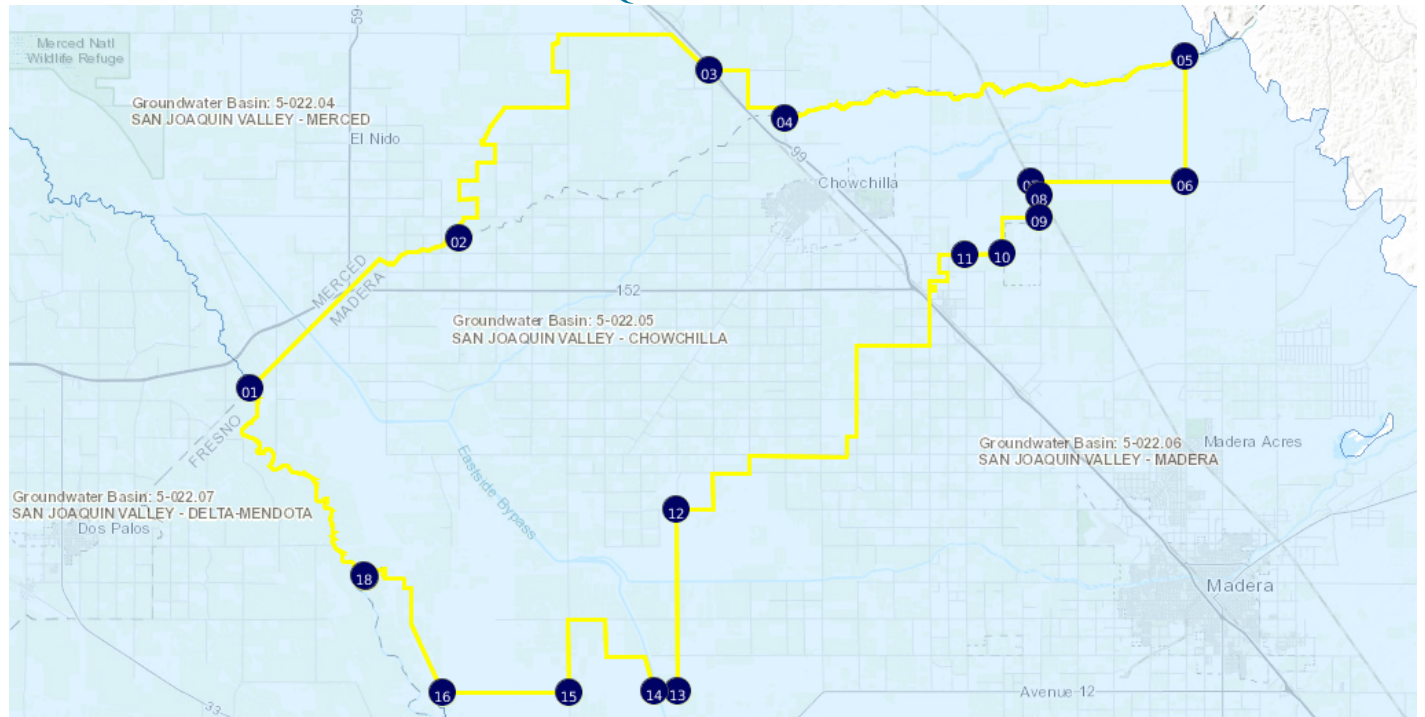 59
Merced Natl
Wildlife Refuge
05
03
Groundwater Basin: 5-022.04
SAN JOAQUIN VALLEY - MERCED
04
El Nido
99
Chowchilla
06
08
09
02
10
11
MERCED
MADERA
152
Groundwater Basin: 5-022.05
SAN JOAQUIN VALLEY - CHOWCHILLA
01
FRESNO
Groundwater Basin: 5-022.06
SAN JOAQUIN VALLEY - MADERA
Madera Acres
Eastside Bypass
Groundwater Basin: 5-022.07
SAN JOAQUIN VALLEY - DELTA-MENDOTA
Dos Palos
12
18
Madera
16
15
14
13
Avenue 12
33